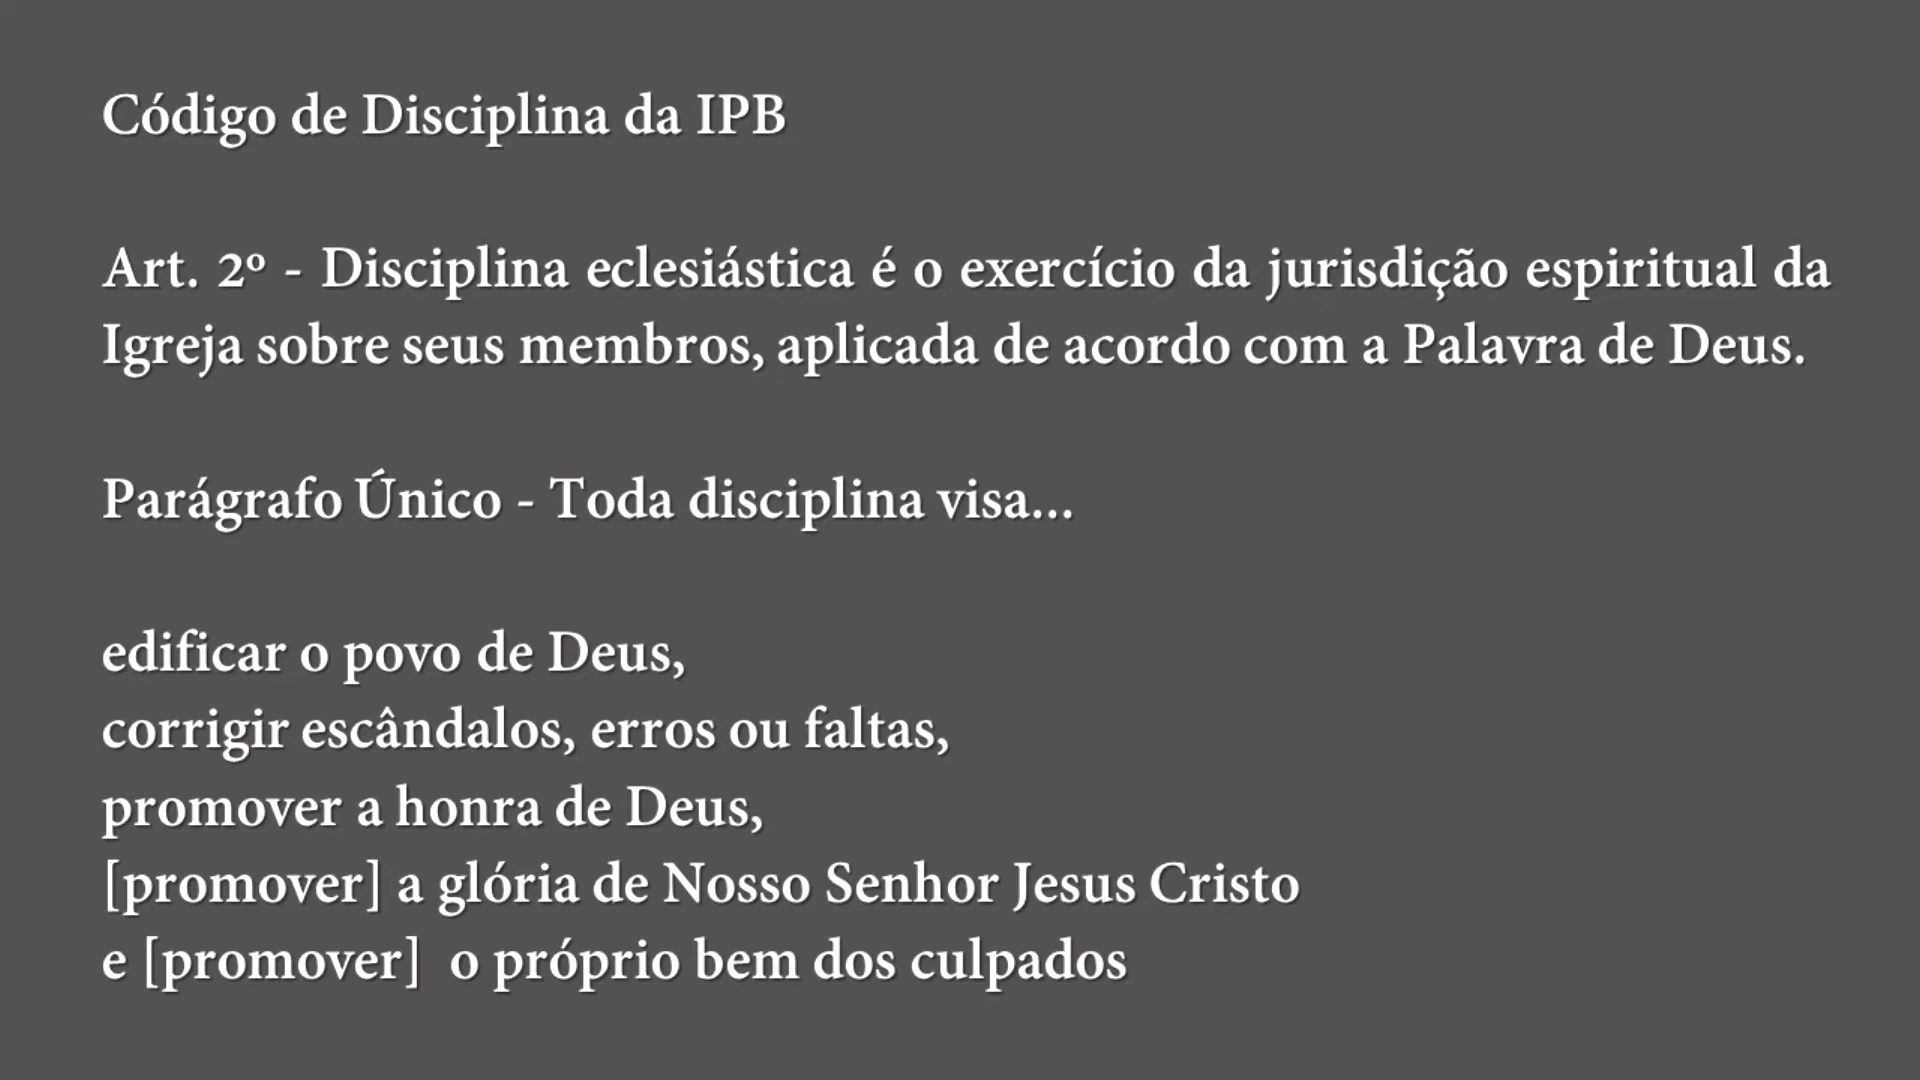 Código de Disciplina da IPB
Art. 2º - Disciplina eclesiástica é o exercício da jurisdição espiritual da
Igreja sobre seus membros, aplicada de acordo com a Palavra de Deus.
Parágrafo Único - Toda disciplina visa...
edificar o povo de Deus,
corrigir escândalos, erros ou faltas,
promover a honra de Deus,
[promover] a glória de Nosso Senhor Jesus Cristo
e [promover]  o próprio bem dos culpados